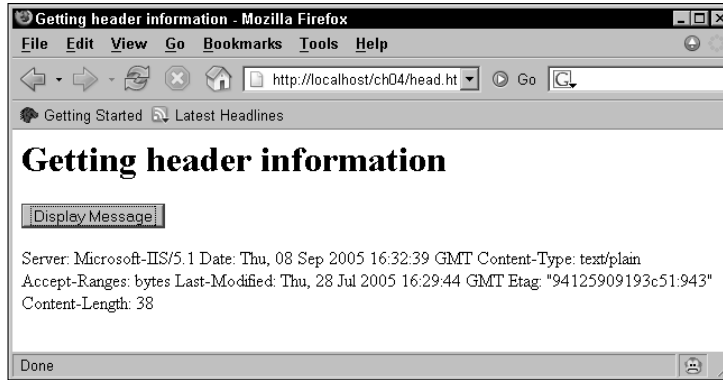 Getting header information - Mozilla Firefox
File Edit View Go Bookmarks Tools Help
http://localhost/ch04/head.ht Go G
Getting Started Latest Headlines
Getting header information
Display Message
Server: Microsoft-IIS/5.1 Date: Thu, 08 Sep 2005 16:32:39 GMT Content-Type: text/plain
Accept-Ranges: bytes Last-Modified: Thu, 28 Jul 2005 16:29:44 GMT Etag: "94125909193c51:943"
Content-Length: 38
Done